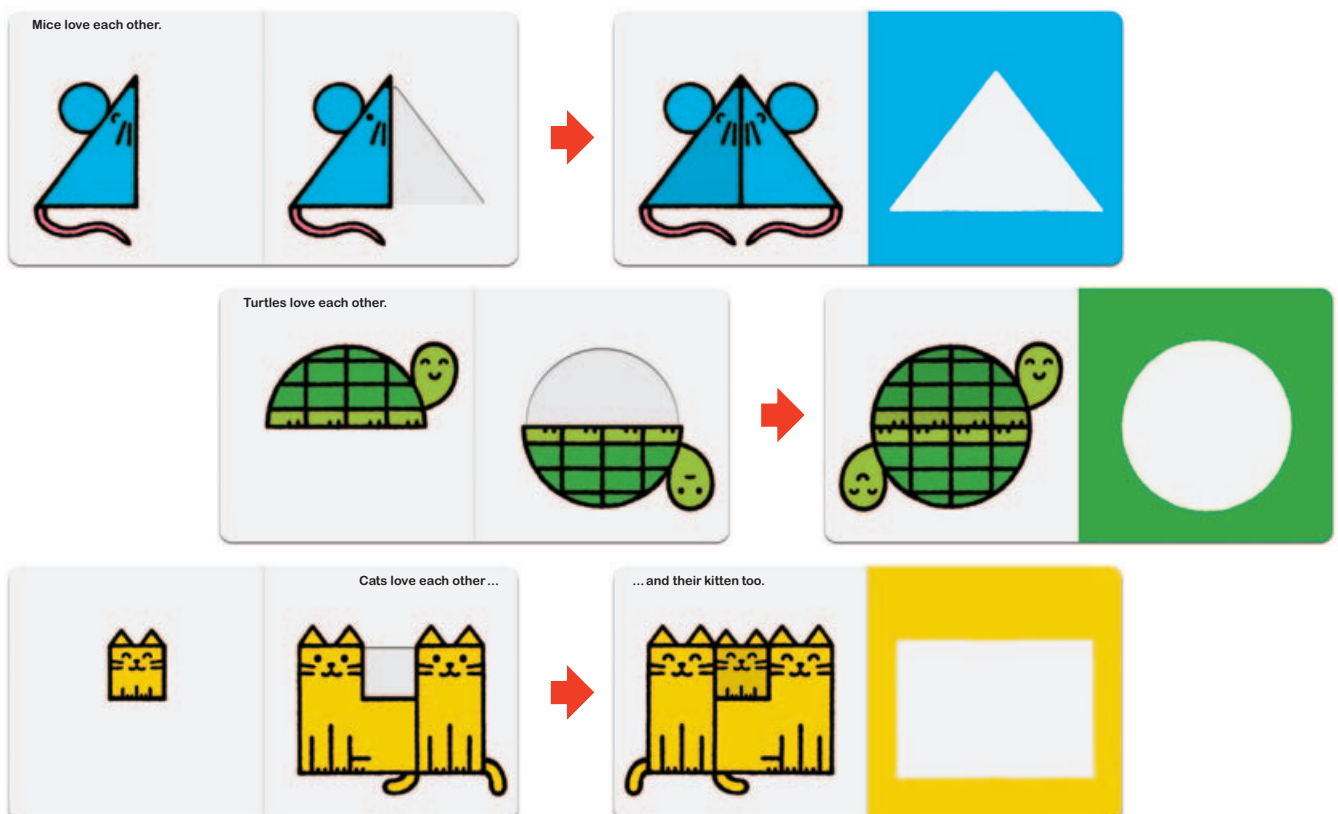 Mice love each other.
Turtles love each other.
Cats love each other ...
... and their kitten too.